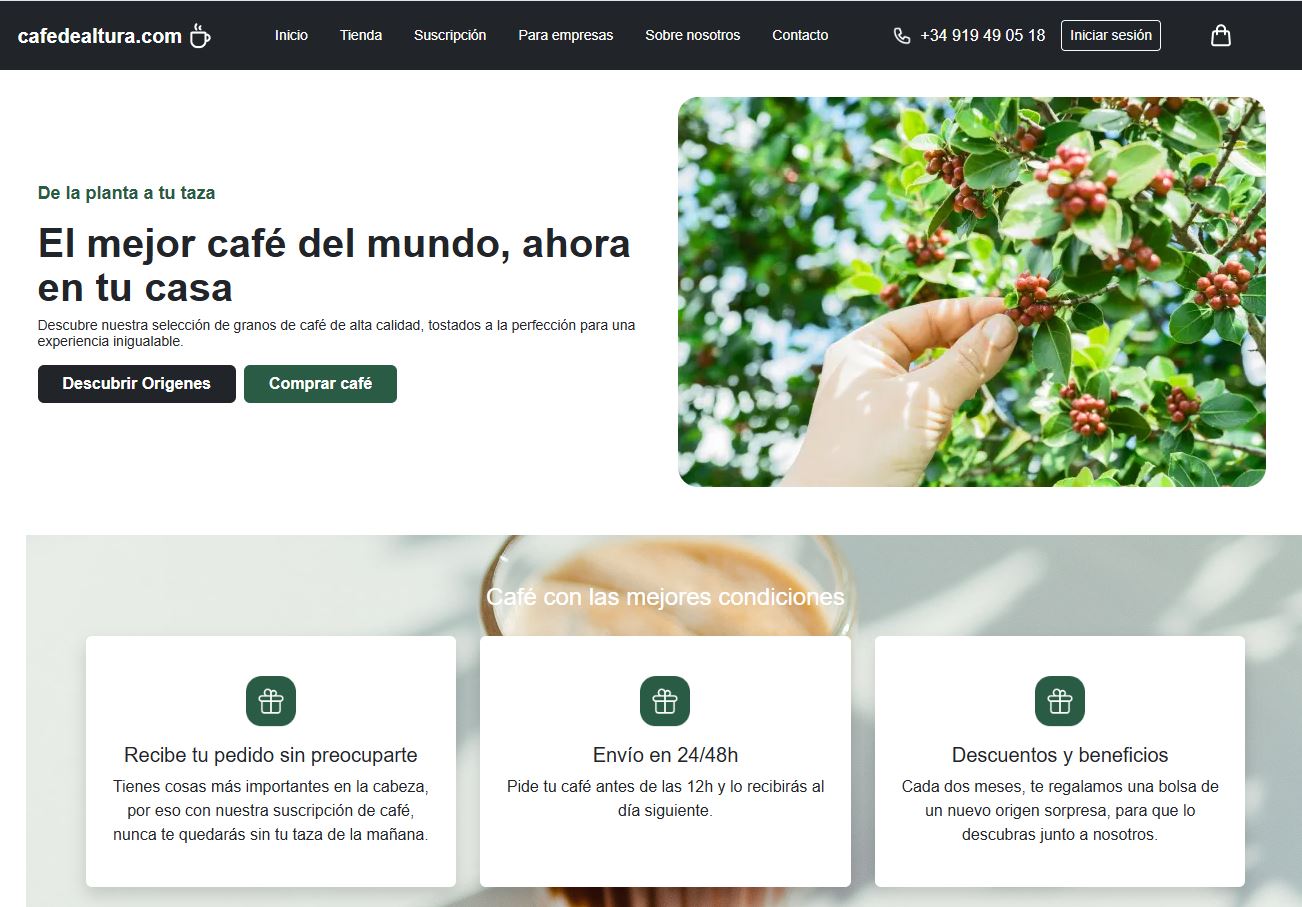 cafedealtura.com
Inicio
Tienda
Suscripción
Para empresas
Sobre nosotros
Contacto
+34 919 49 05 18
Iniciar sesión
De la planta a tu taza
El mejor café del mundo, ahora
en tu casa
Descubre nuestra selección de granos de café de alta calidad, tostados a la perfección para una
experiencia inigualable.
Descubrir Origenes
Comprar café
Café con las mejores condiciones
Recibe tu pedido sin preocuparte
Tienes cosas más importantes en la cabeza,
por eso con nuestra suscripción de café,
nunca te quedarás sin tu taza de la mañana.
Envío en 24/48h
Pide tu café antes de las 12h y lo recibirás al
día siguiente.
Descuentos y beneficios
Cada dos meses, te regalamos una bolsa de
un nuevo origen sorpresa, para que lo
descubras junto a nosotros.